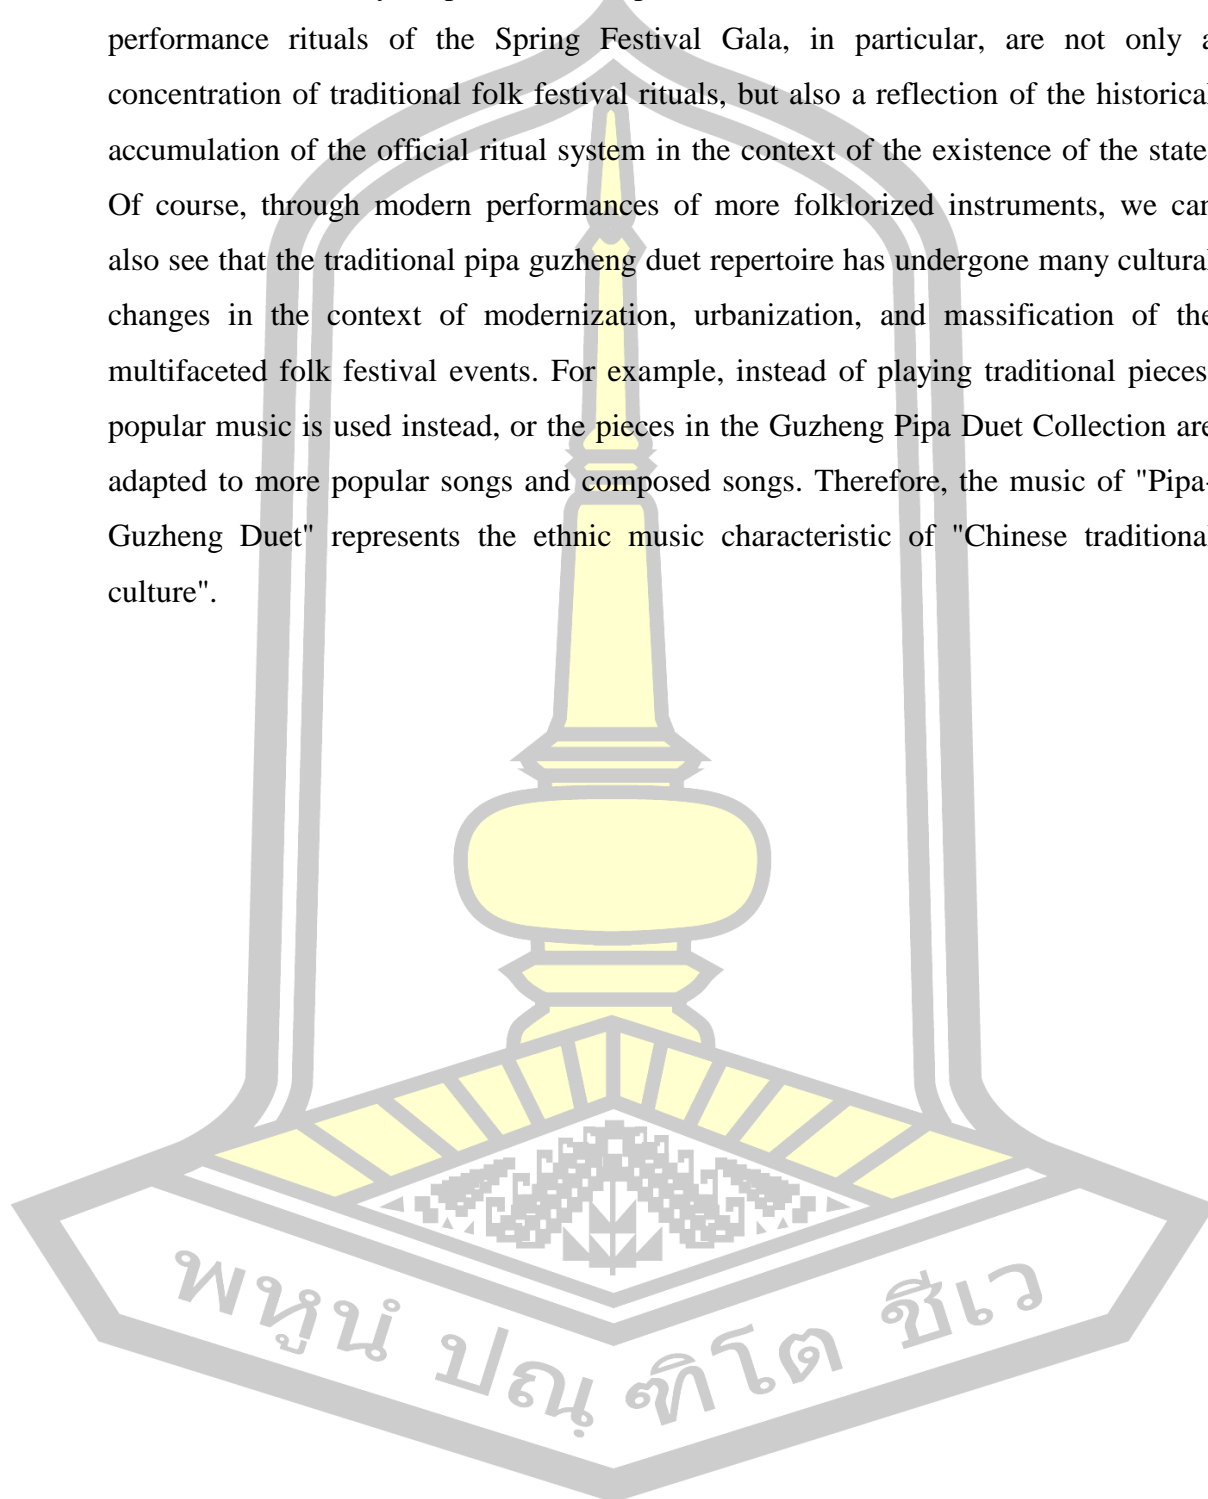 performance rituals of the Spring Festival Gala, in particular, are not only a
concentration of traditional folk festival rituals, but also a reflection of the historical
accumulation of the official ritual system in the context of the existence of the state.
Of course, through modern performances of more folklorized instruments, we can
also see that the traditional pipa guzheng duet repertoire has undergone many cultural
changes in the context of modernization, urbanization, and massification of the
multifaceted folk festival events. For example, instead of playing traditional pieces,
popular music is used instead, or the pieces in the Guzheng Pipa Duet Collection are
adapted to more popular songs and composed songs. Therefore, the music of "Pipa-
Guzheng Duet" represents the ethnic music characteristic of "Chinese traditional
culture".
พหูนํ ปณฺฑิโต ชีเว